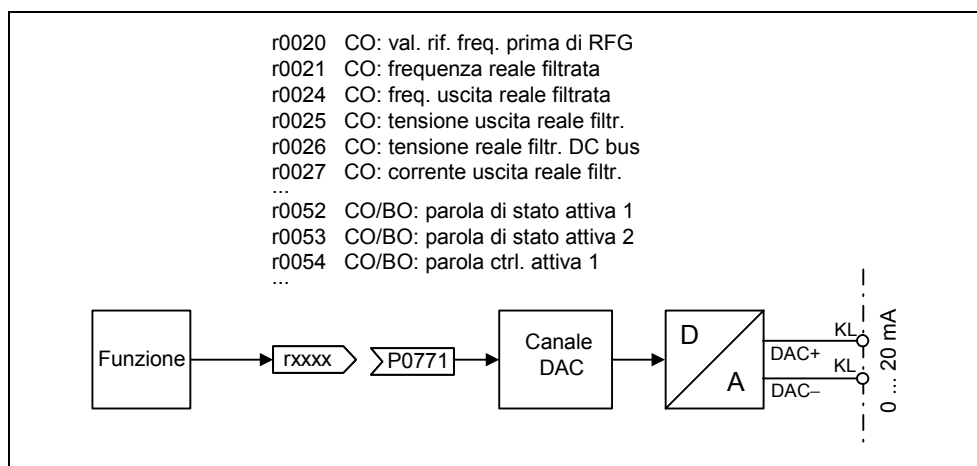 r0020 CO: val. rif. freq. prima di RFG
r0021 CO: frequenza reale filtrata
r0024 CO: freq. uscita reale filtrata
r0025 CO: tensione uscita reale filtr.
r0026 CO: tensione reale filtr. DC bus
r0027 CO: corrente uscita reale filtr.
...
r0052 CO/BO: parola di stato attiva 1
r0053 CO/BO: parola di stato attiva 2
r0054 CO/BO: parola ctrl. attiva 1
...
Funzione
rxxxx
P0771
Canale
DAC
D
A
KL
DAC+
KL
DAC−
0 ... 20 mA